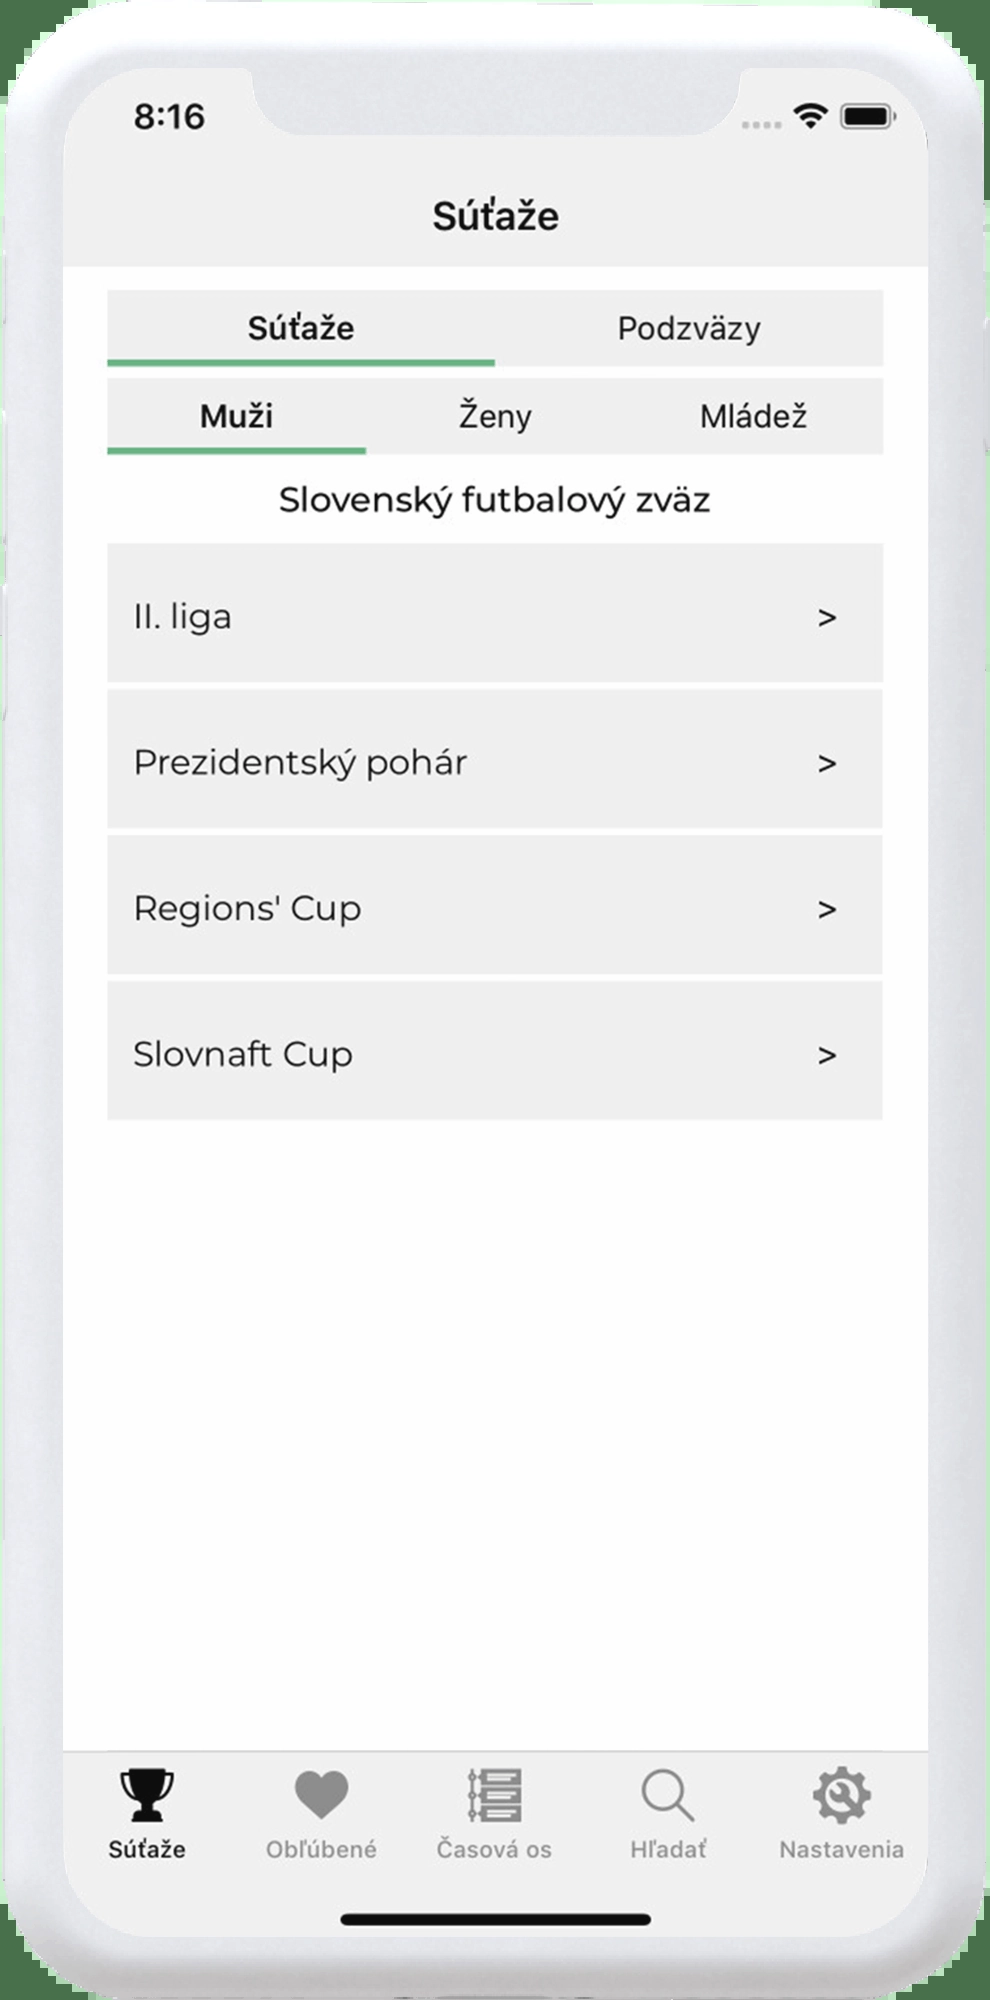 8:16
Súťaže
Súťaže Podzväzy
Muži Ženy Mládež
Slovenský futbalový zväz
II. liga >
Prezidentský pohár >
Regions' Cup >
Slovnaft Cup >
Súťaže Obľúbené Časová os Hľadať Nastavenia